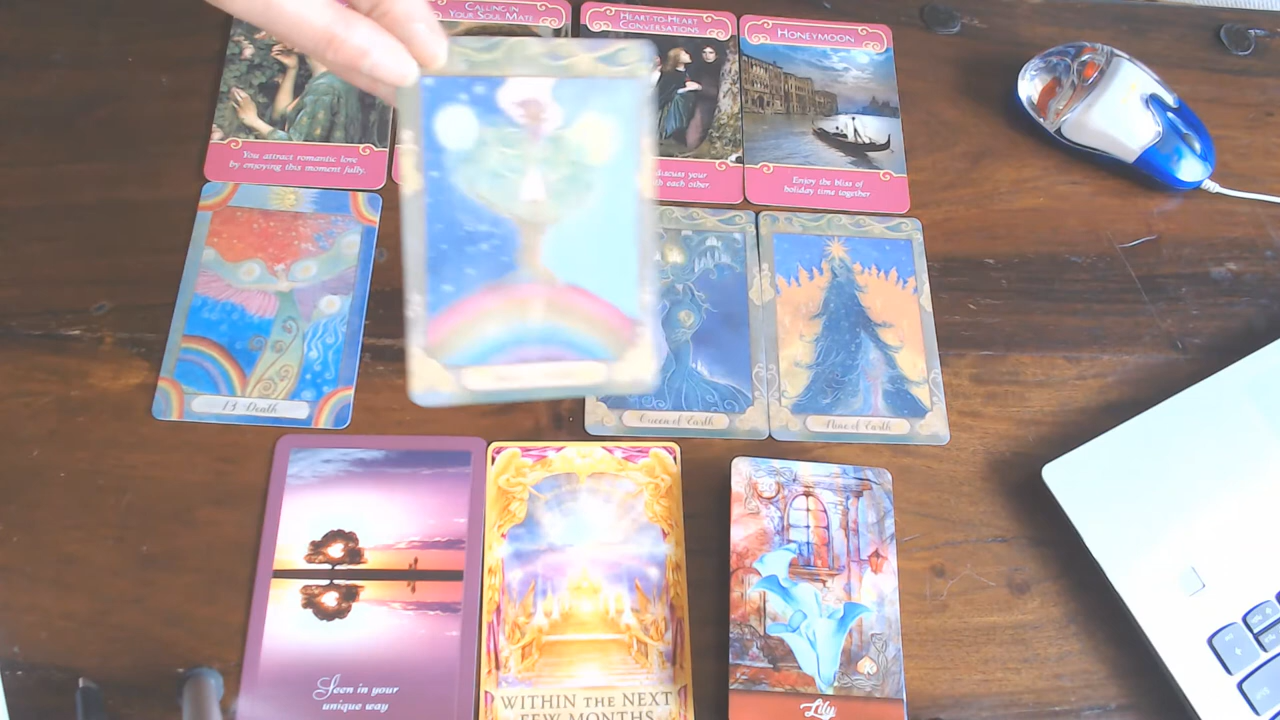 CALLING IN
YOUR SOUL MATE
HEART-TO-HEART
CONVERSATIONS
HONEYMOON
You attract romantic love
by enjoying this moment fully.
discuss your
each other.
Enjoy the bliss of
holiday time together
13 Death
Queen of Earth
Nine of Earth
Seen in your
unique way
WITHIN THE NEXT
FEW MONTHS
Lily